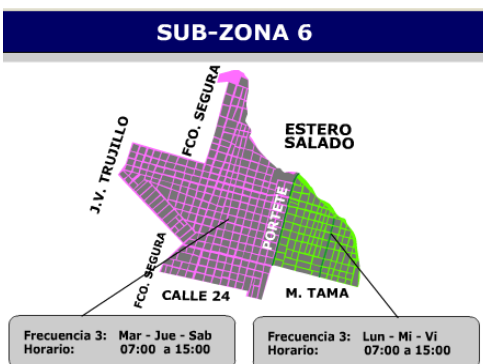 SUB-ZONA 6
FCO. SEGURA
ESTERO
SALADO
J.V. TRUJILLO
PORTETE
FCO. SEGURA
CALLE 24
M. TAMA
Frecuencia 3: Mar - Jue - Sab
Horario: 07:00 a 15:00
Frecuencia 3: Lun - Mi - Vi
Horario: 07:00 a 15:00